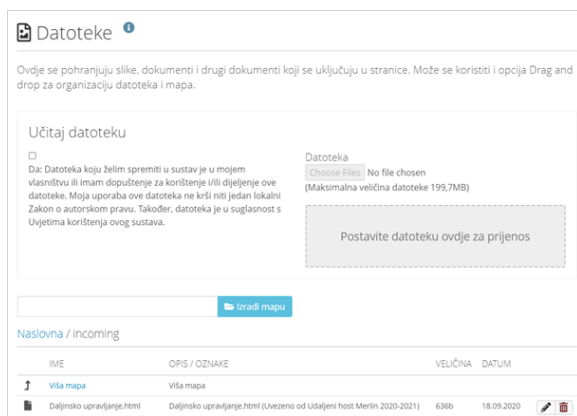 Datoteke
Ovdje se pohranjuju slike, dokumenti i drugi dokumenti koji se uključuju u stranice. Može se koristiti i opcija Drag and
drop za organizaciju datoteka i mapa.
Učitaj datoteku
Da: Datoteka koju želim spremiti u sustav je u mojem
vlasništvu ili imam dopuštenje za korištenje i/ili dijeljenje ove
datoteke. Moja uporaba ove datoteke ne krši niti jedan lokalni
Zakon o autorskom pravu. Također, datoteka je u suglasnost s
Uvjetima korištenja ovog sustava.
Datoteka
Choose Files No file chosen
(Maksimalna veličina datoteke 199,7MB)
Postavite datoteku ovdje za prijenos
Izradi mapu
Naslovna / incoming
IME OPIS / OZNAKE VELIČINA DATUM
Viša mapa Viša mapa
Daljinsko upravljanje.html Daljinsko upravljanje.html (Uvezeno od Udaljeni host Merlin 2020-2021) 636b 18.09.2020